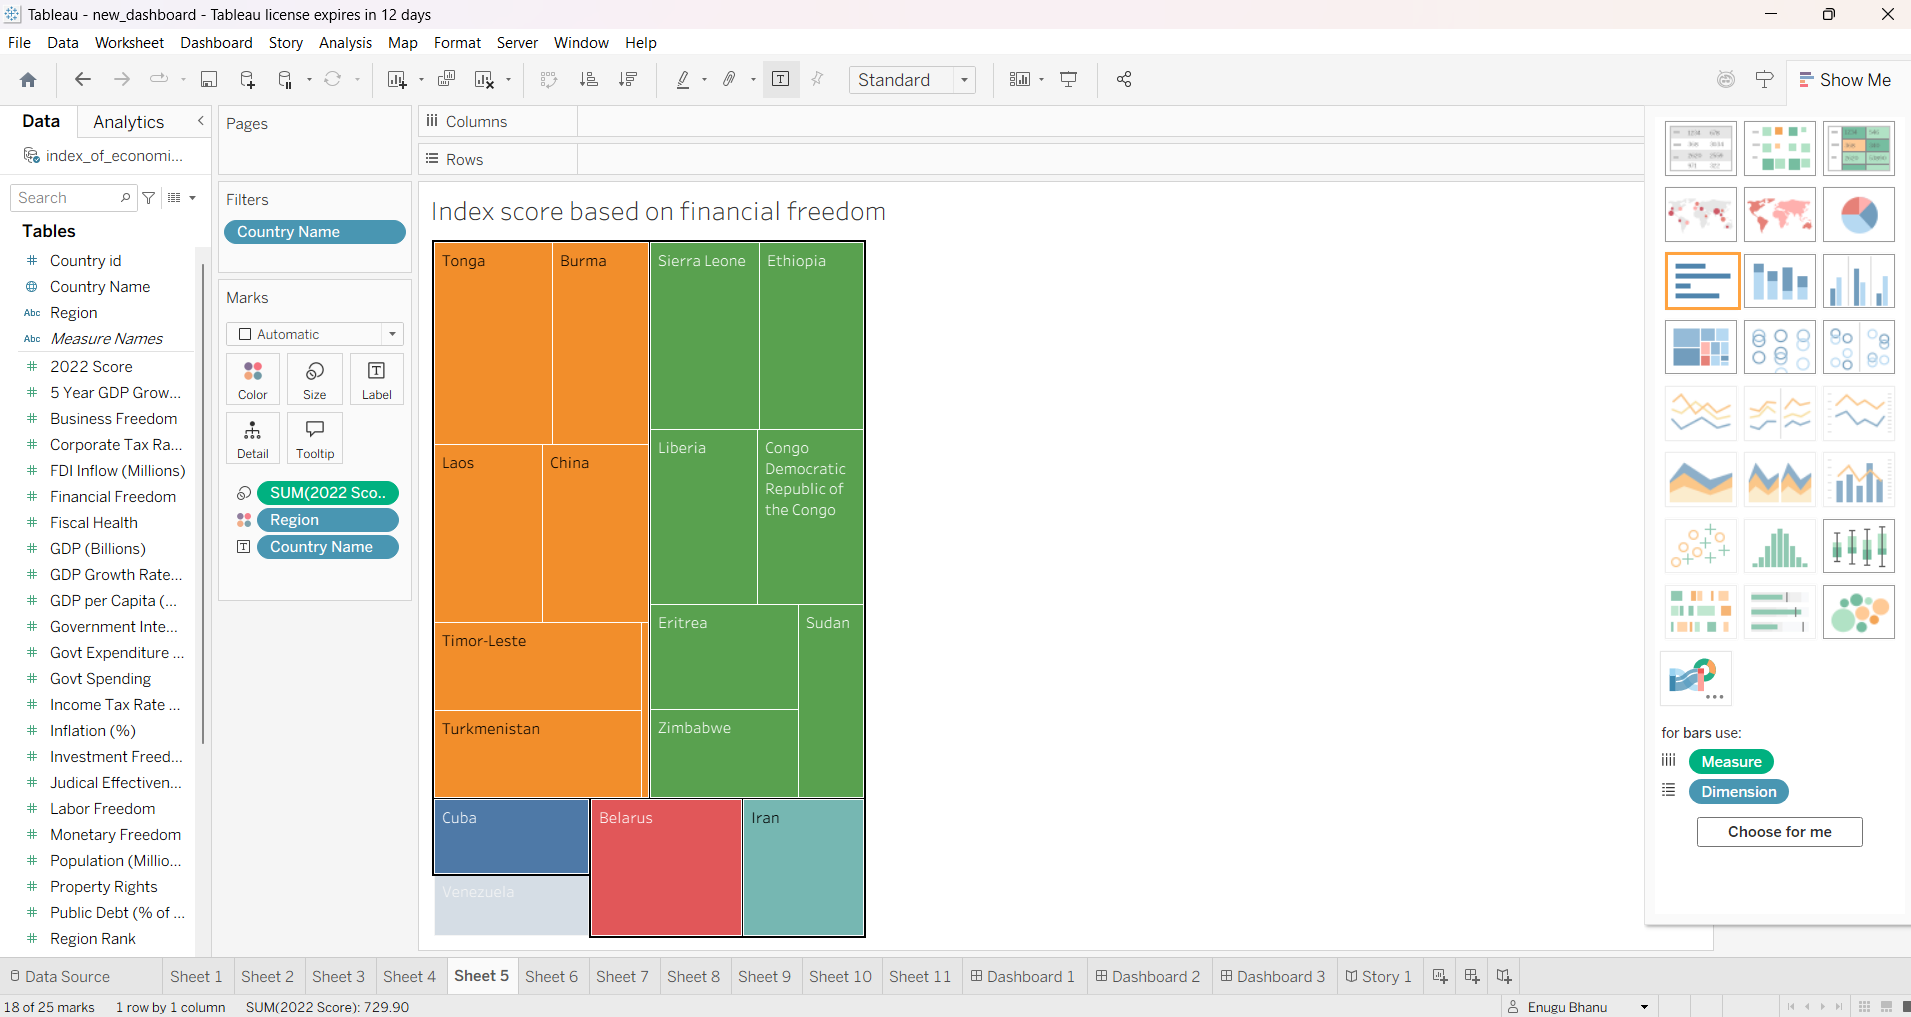 Tableau - new_dashboard - Tableau license expires in 12 days
File Data Worksheet Dashboard Story Analysis Map Format Server Window Help
Standard
Show Me
Data Analytics
index_of_economi...
Search
Tables
Country id
Country Name
Abc Region
Abc Measure Names
2022 Score
5 Year GDP Grow...
Business Freedom
Corporate Tax Ra...
FDI Inflow (Millions)
Financial Freedom
Fiscal Health
GDP (Billions)
GDP Growth Rate...
GDP per Capita (...
Government Inte...
Govt Expenditure ...
Govt Spending
Income Tax Rate ...
Inflation (%)
Investment Freed...
Judical Effectiven...
Labor Freedom
Monetary Freedom
Population (Millio...
Property Rights
Public Debt (% of ...
Region Rank
Pages
Filters
Country Name
Marks
Automatic
Color Size Label
Detail Tooltip
SUM(2022 Sco..
Region
Country Name
Columns
Rows
Index score based on financial freedom
Tonga Burma Sierra Leone Ethiopia
Laos China Liberia Congo
Democratic
Republic of
the Congo
Timor-Leste Eritrea Sudan
Turkmenistan Zimbabwe
Cuba Belarus Iran
Venezuela
for bars use:
Measure
Dimension
Choose for me
Data Source Sheet 1 Sheet 2 Sheet 3 Sheet 4 Sheet 5 Sheet 6 Sheet 7 Sheet 8 Sheet 9 Sheet 10 Sheet 11 Dashboard 1 Dashboard 2 Dashboard 3 Story 1
18 of 25 marks 1 row by 1 column SUM(2022 Score): 729.90 Enugu Bhanu